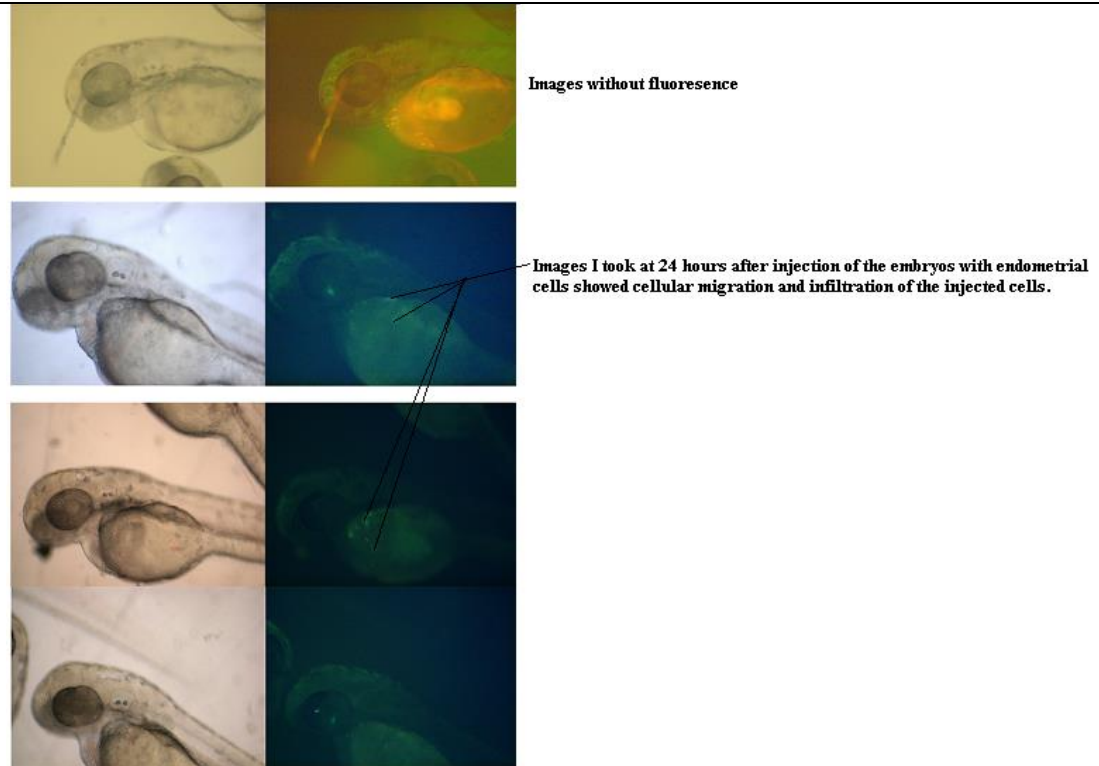 Images without fluoresence
Images I took at 24 hours after injection of the embryos with endometrial
cells showed cellular migration and infiltration of the injected cells.